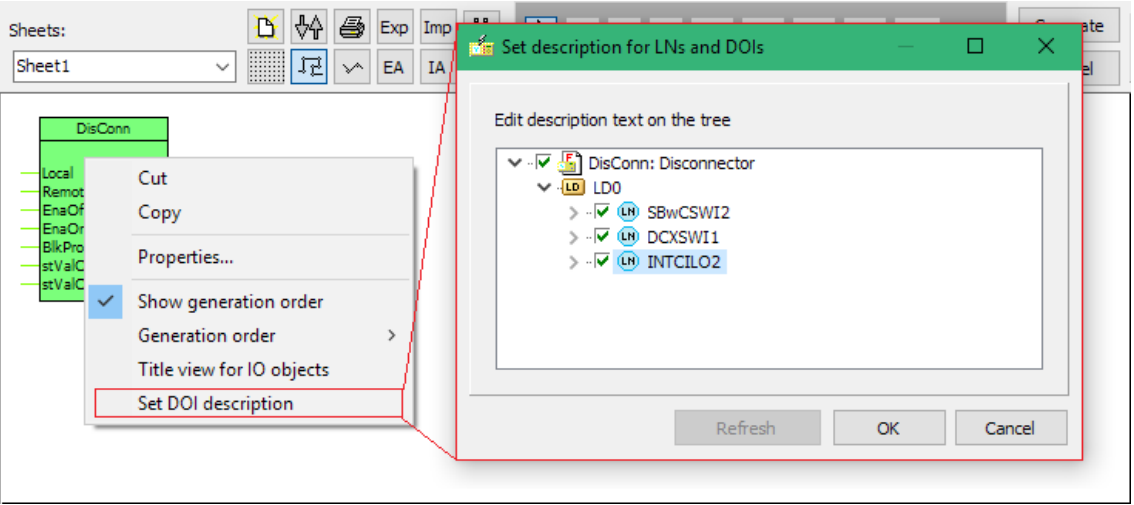 Sheets:
Sheet1
Exp
Imp
EA
IA
DisConn
Local
Remot
EnaOf
EnaOn
BlkPro
stValC
stValC
Cut
Copy
Properties...
Show generation order
Generation order
Title view for IO objects
Set DOI description
Set description for LNs and DOIs
Edit description text on the tree
DisConn: Disconnector
LD LD0
LN SBwCSWI2
LN DCXSWI1
LN INTCILO2
Refresh
OK
Cancel